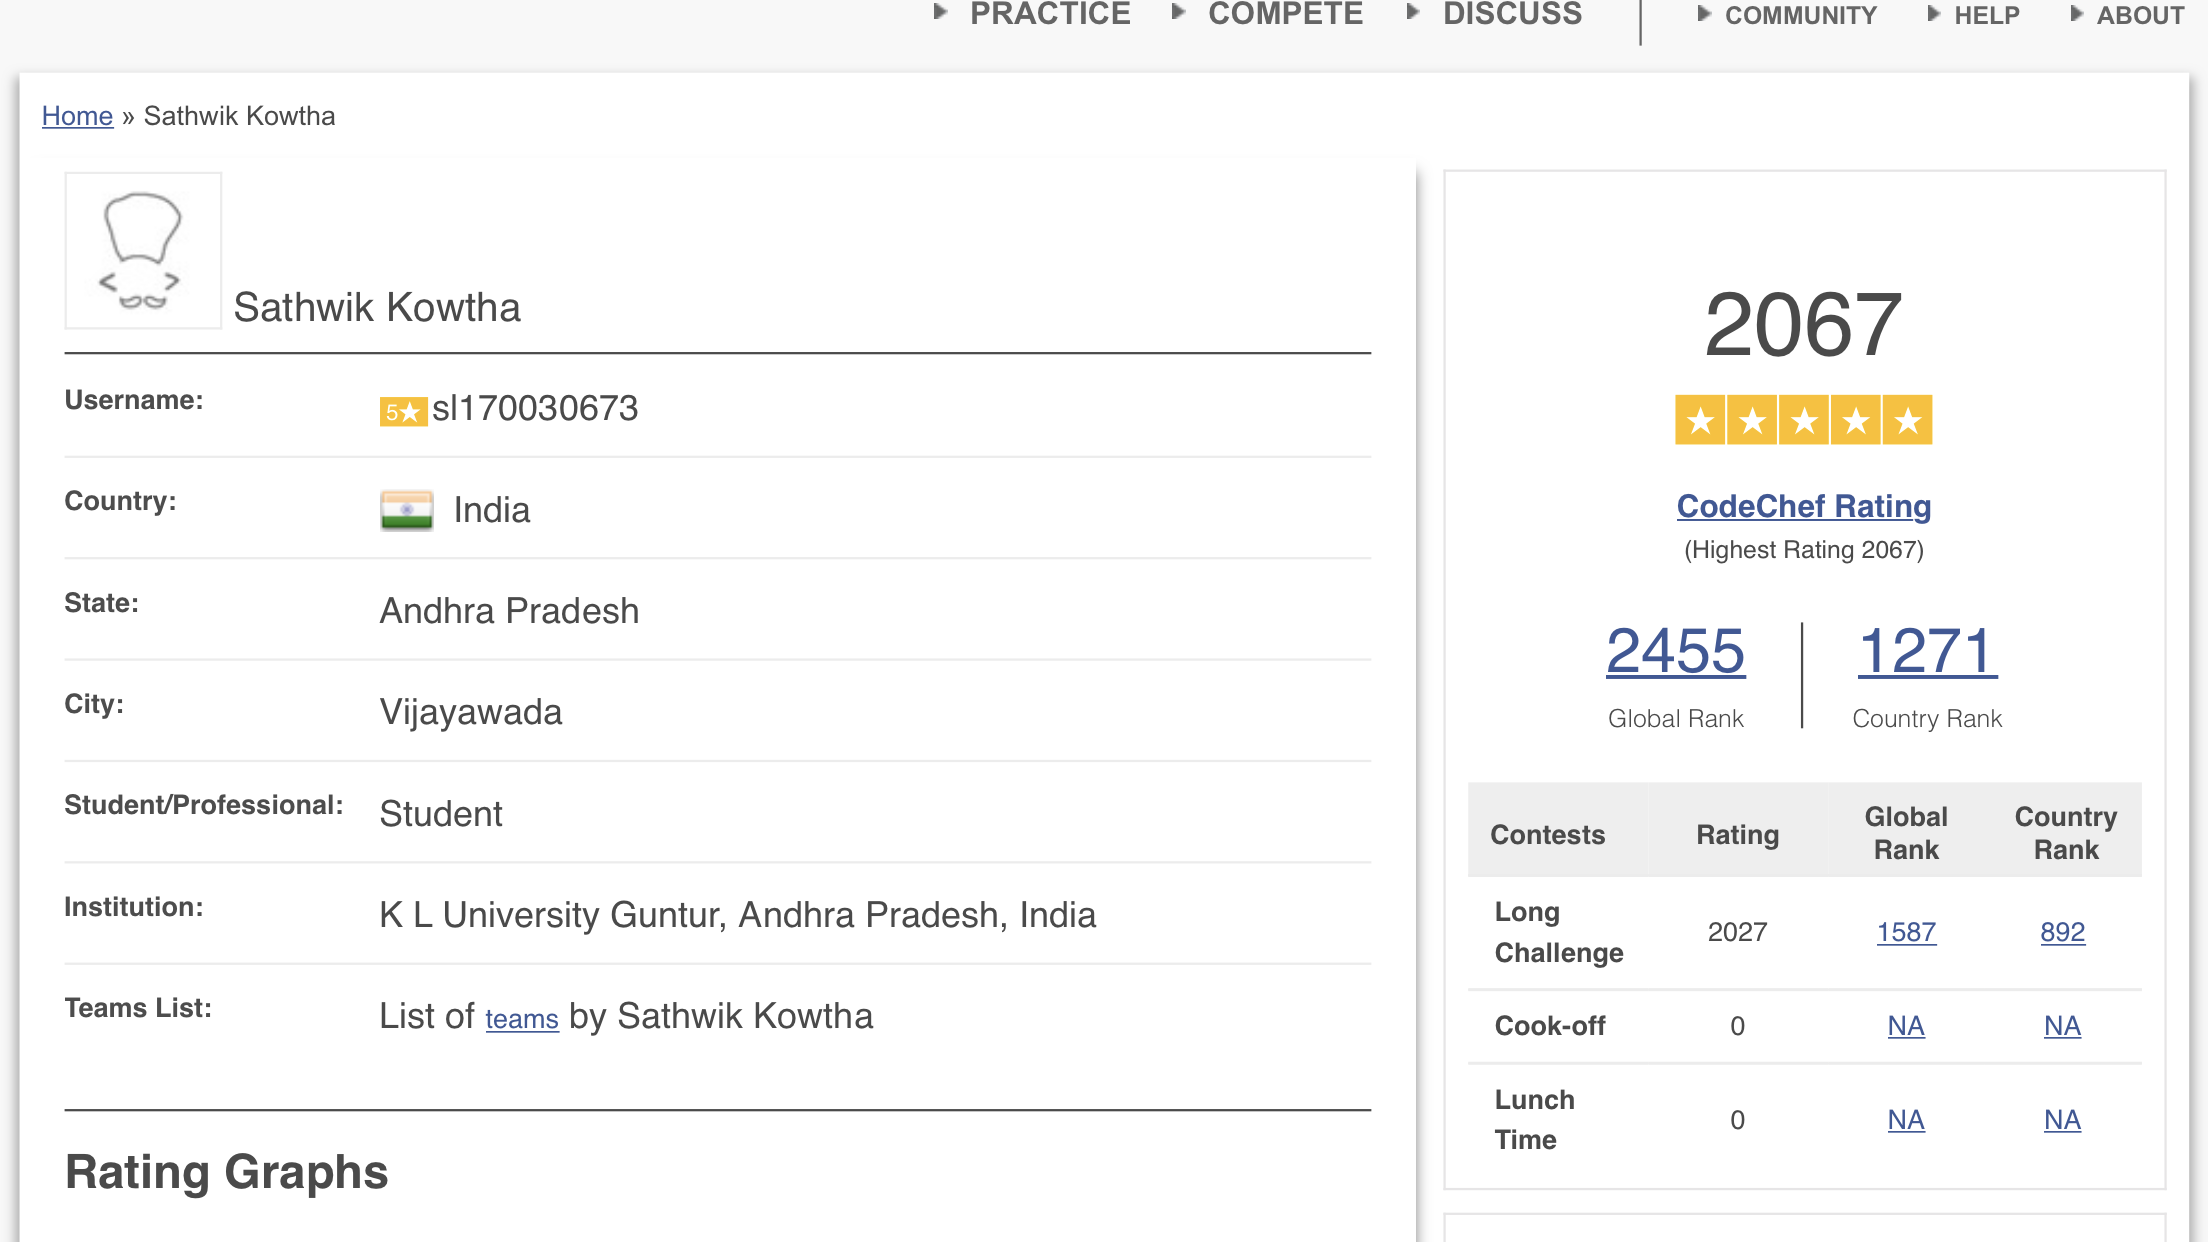 PRACTICE COMPETE DISCUSS COMMUNITY HELP ABOUT
Home » Sathwik Kowtha
Sathwik Kowtha
Username: 5★ sl170030673
Country: India
State: Andhra Pradesh
City: Vijayawada
Student/Professional: Student
Institution: K L University Guntur, Andhra Pradesh, India
Teams List: List of teams by Sathwik Kowtha
Rating Graphs
2067
★★★★★
CodeChef Rating
(Highest Rating 2067)
2455 1271
Global Rank Country Rank
Contests Rating Global Rank Country Rank
Long Challenge 2027 1587 892
Cook-off 0 NA NA
Lunch Time 0 NA NA